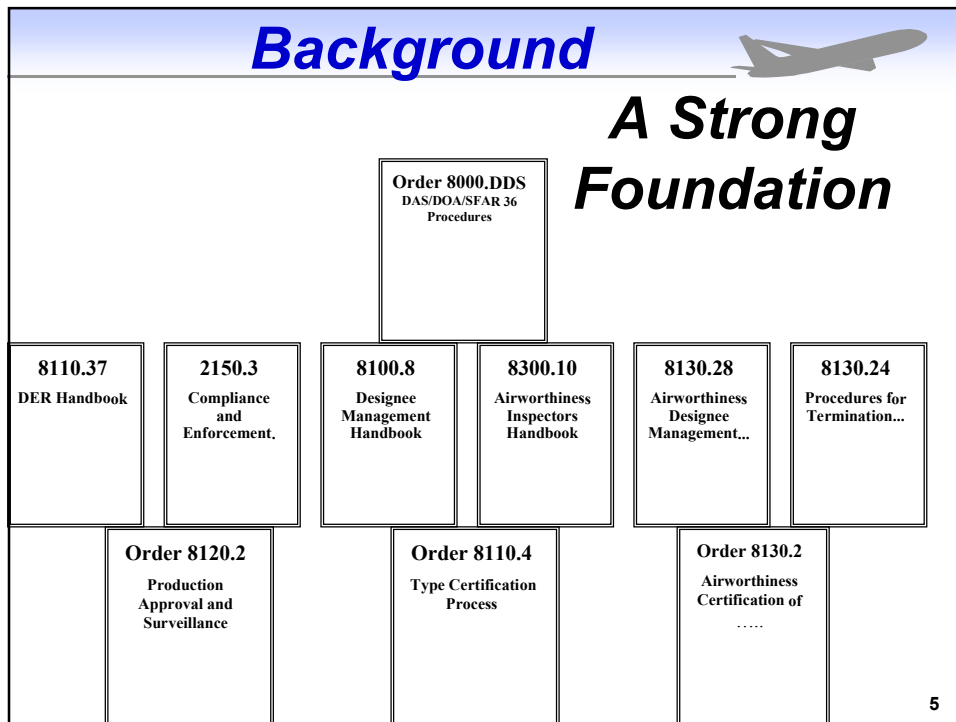 Background
A Strong
Foundation
Order 8000.DDS
DAS/DOA/SFAR 36
Procedures
8110.37
DER Handbook
2150.3
Compliance
and
Enforcement.
8100.8
Designee
Management
Handbook
8300.10
Airworthiness
Inspectors
Handbook
8130.28
Airworthiness
Designee
Management...
8130.24
Procedures for
Termination...
Order 8120.2
Production
Approval and
Surveillance
Order 8110.4
Type Certification
Process
Order 8130.2
Airworthiness
Certification of
.....
5